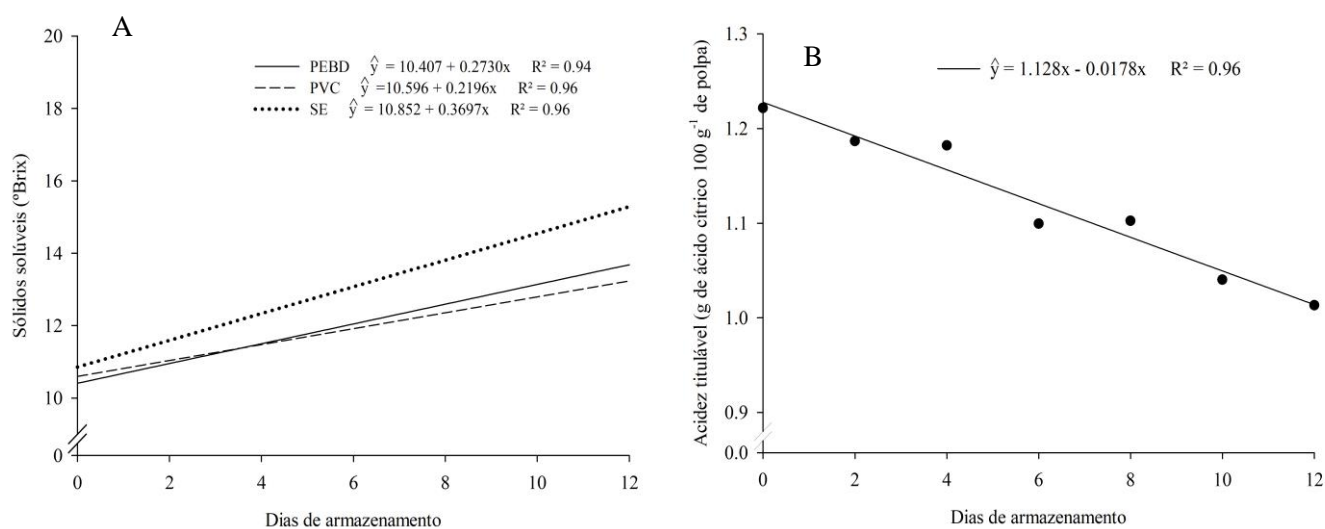 A
20
18
16
14
12
10
0
Sólidos solúveis (ºBrix)
PEBD ŷ = 10.407 + 0.2730x R² = 0.94
PVC ŷ =10.596 + 0.2196x R² = 0.96
SE ŷ = 10.852 + 0.3697x R² = 0.96
0 2 4 6 8 10 12
Dias de armazenamento
B
1.3
1.2
1.1
1.0
0.9
0.0
Acidez titulável (g de ácido cítrico 100 g⁻¹ de polpa)
ŷ = 1.128x - 0.0178x R² = 0.96
0 2 4 6 8 10 12
Dias de armazenamento